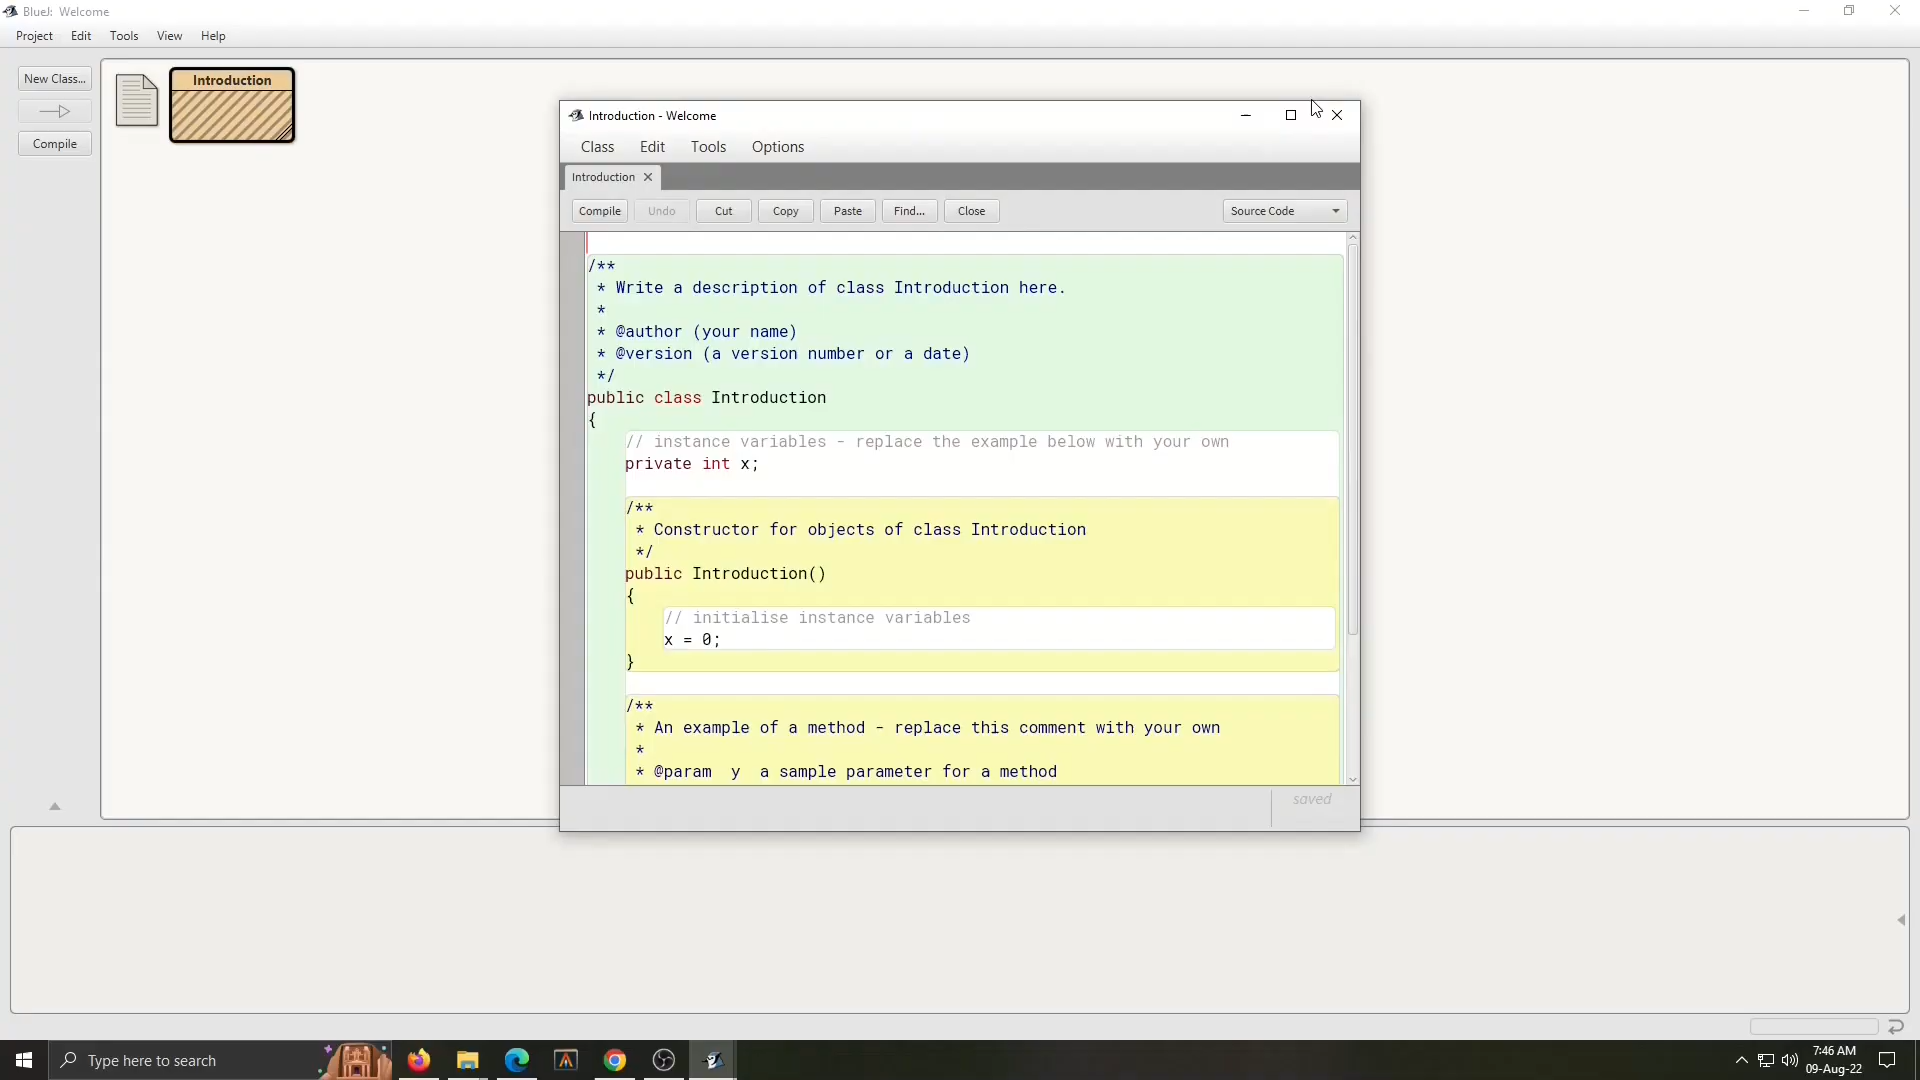 BlueJ: Welcome
Project Edit Tools View Help
New Class...
Compile
Introduction
Introduction - Welcome
Class Edit Tools Options
Introduction
Compile Undo Cut Copy Paste Find... Close Source Code
/**
* Write a description of class Introduction here.
*
* @author (your name)
* @version (a version number or a date)
*/
public class Introduction
{
// instance variables - replace the example below with your own
private int x;
/**
* Constructor for objects of class Introduction
*/
public Introduction()
{
// initialise instance variables
x = 0;
}
/**
* An example of a method - replace this comment with your own
*
* @param y a sample parameter for a method
saved
Type here to search
7:46 AM
09-Aug-22